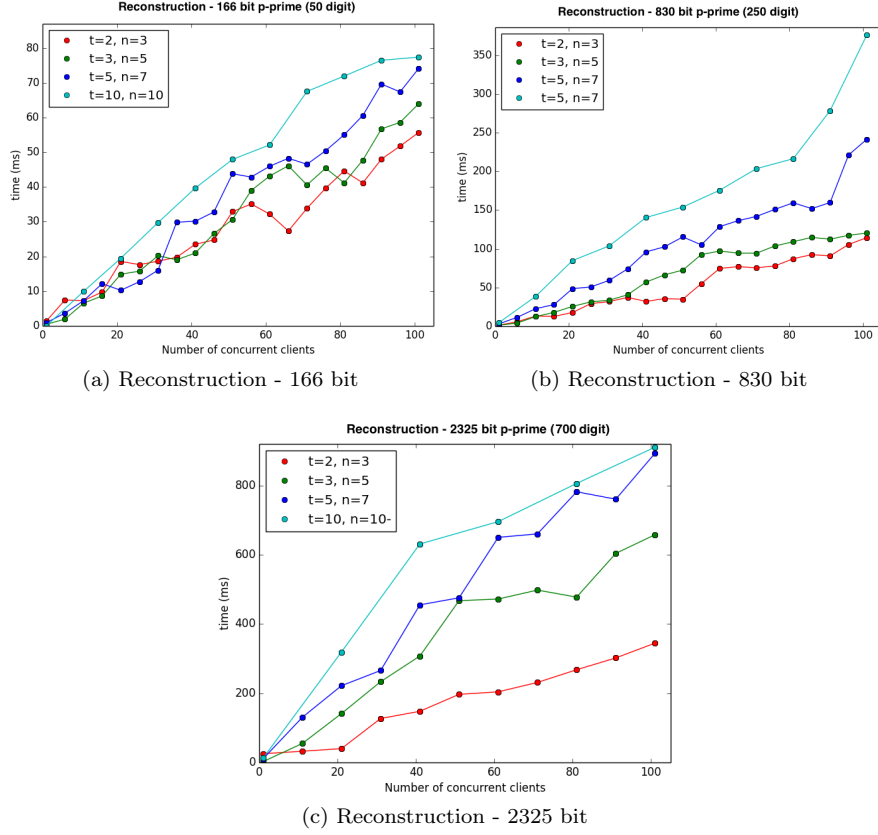 Reconstruction - 166 bit p-prime (50 digit)
time (ms)
80
70
60
50
40
30
20
10
0
t=2, n=3
t=3, n=5
t=5, n=7
t=10, n=10
0 20 40 60 80 100
Number of concurrent clients
(a) Reconstruction - 166 bit
Reconstruction - 830 bit p-prime (250 digit)
time (ms)
350
300
250
200
150
100
50
0
t=2, n=3
t=3, n=5
t=5, n=7
t=5, n=7
0 20 40 60 80 100
Number of concurrent clients
(b) Reconstruction - 830 bit
Reconstruction - 2325 bit p-prime (700 digit)
time (ms)
800
600
400
200
0
t=2, n=3
t=3, n=5
t=5, n=7
t=10, n=10-
0 20 40 60 80 100
Number of concurrent clients
(c) Reconstruction - 2325 bit